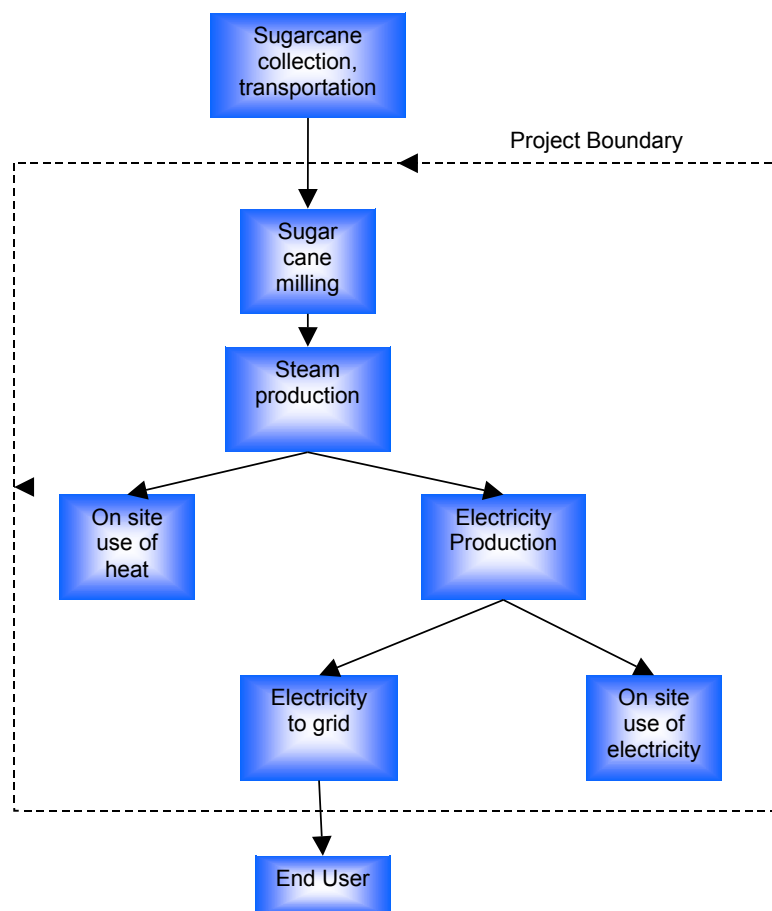 Sugarcane
collection,
transportation
Project Boundary
Sugar
cane
milling
Steam
production
On site
use of
heat
Electricity
Production
Electricity
to grid
On site
use of
electricity
End User